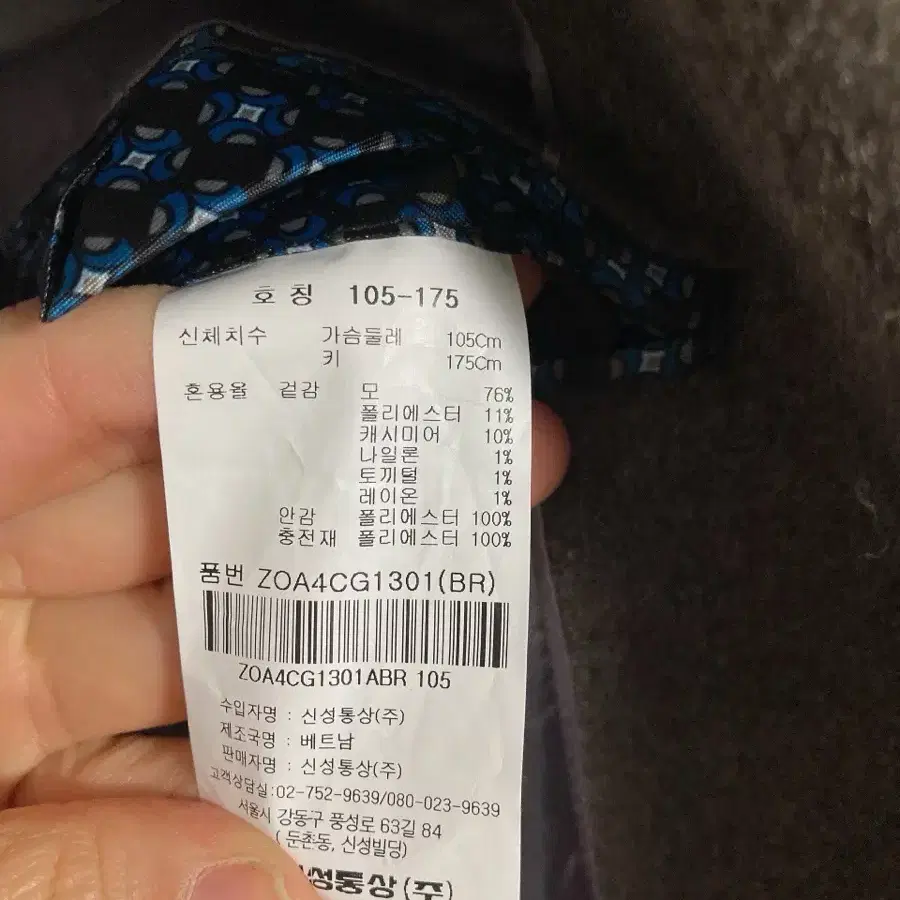 호 칭 105-175
신체치수 가슴둘레 105Cm
키 175Cm
혼용율 겉감 모 76%
폴리에스터 11%
캐시미어 10%
나일론 1%
토끼털 1%
레이온 1%
안감 폴리에스터 100%
충전재 폴리에스터 100%
품번 ZOA4CG1301(BR)
ZOA4CG1301ABR 105
수입자명 : 신성통상(주)
제조국명 : 베트남
판매자명 : 신성통상(주)
고객상담실:02-752-9639/080-023-9639
서울시 강동구 풍성로 63길 84
( 둔촌동, 신성빌딩)
성통상(주)